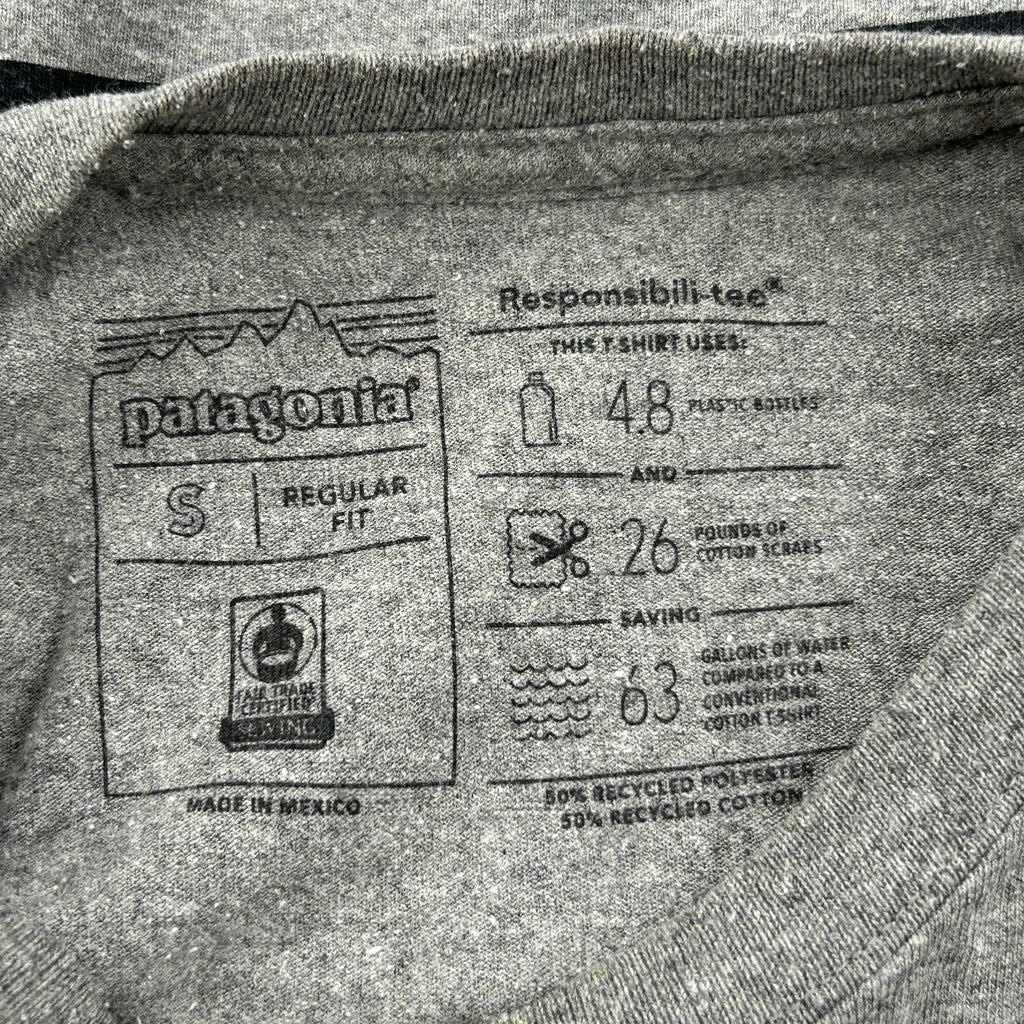 patagonia®
S
REGULAR
FIT
FAIR TRADE
CERTIFIED
MADE IN MEXICO
Responsibili-tee®
THIS T SHIRT USES:
4.8 PLASTIC BOTTLES
AND
.26 POUNDS OF
COTTON SCRAPS
SAVING
63 GALLONS OF WATER
COMPARED TO A
CONVENTIONAL
COTTON T SHIRT
50% RECYCLED POLYESTER
50% RECYCLED COTTON